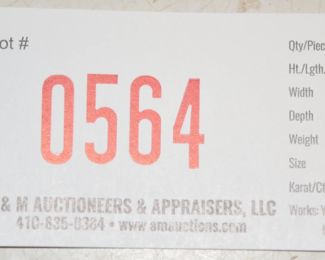 ot #
0564
& M AUCTIONEERS & APPRAISERS, LLC
410-835-0384 • www.amauctions.com
Qty/Piec
Ht./Lgth.
Width
Depth
Weight
Size
Karat/Ct
Works: Y